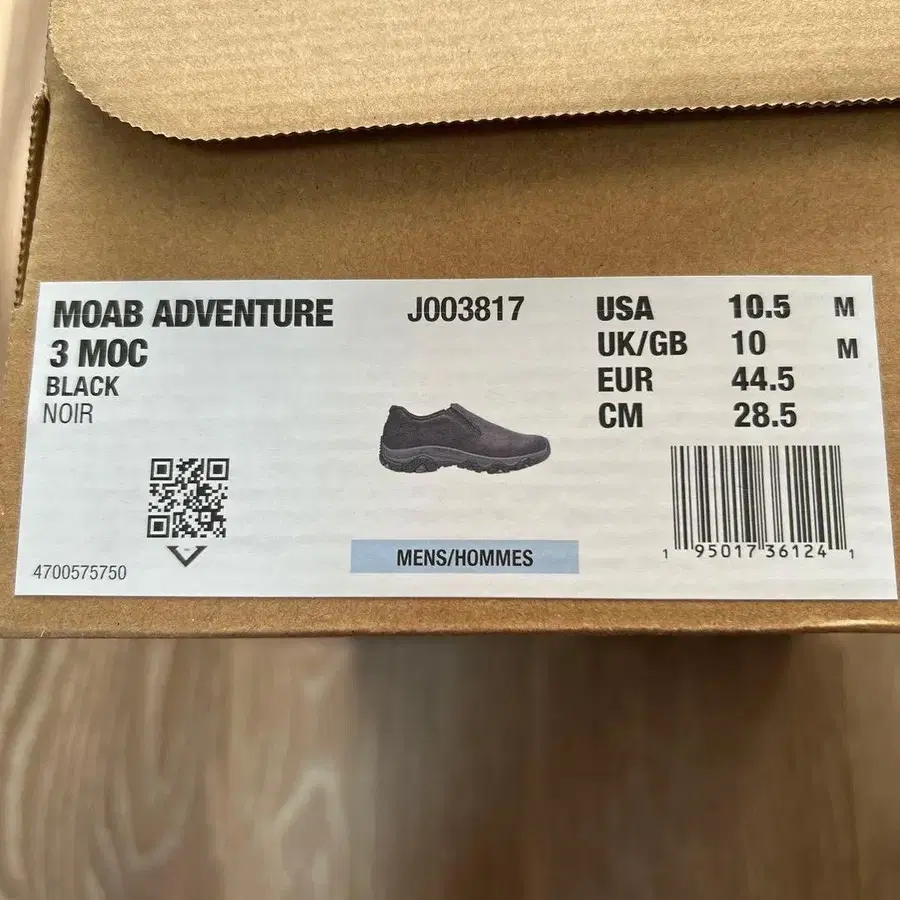 MOAB ADVENTURE
3 MOC
BLACK
NOIR
J003817
USA 10.5 M
UK/GB 10 M
EUR 44.5
CM 28.5
MENS/HOMMES
4700575750
1 95017 36124 1